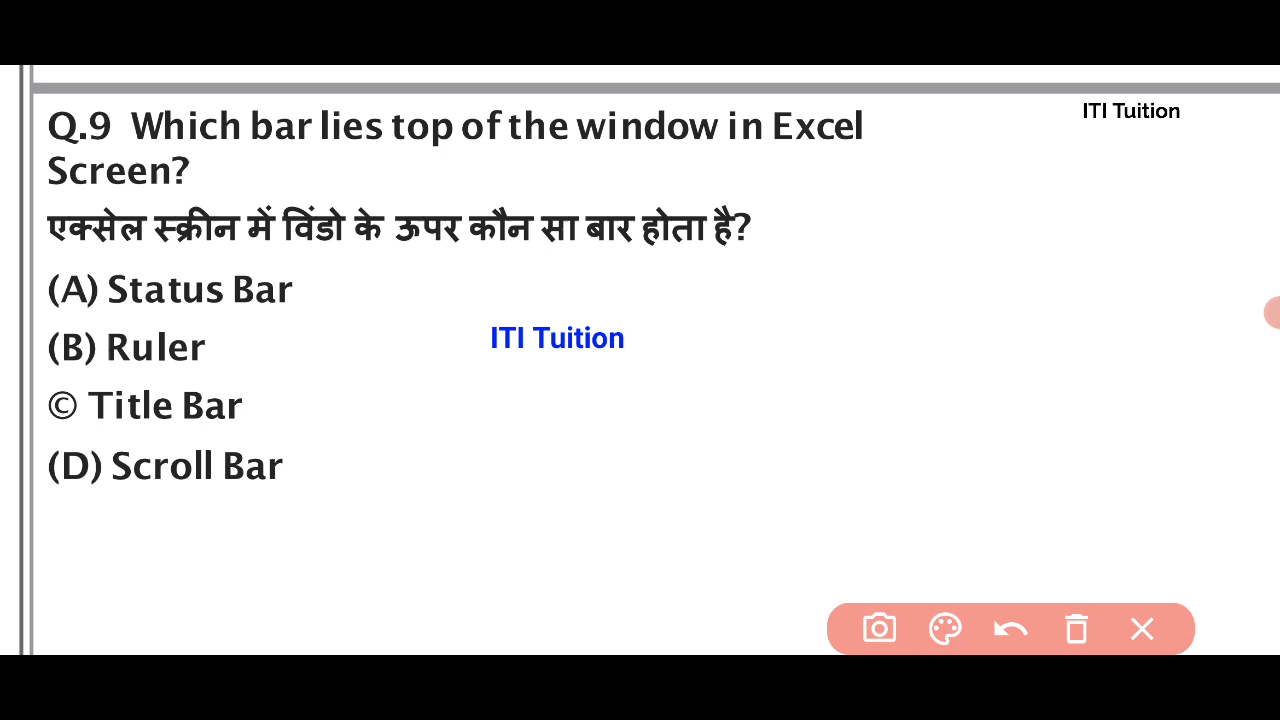 ITI Tuition
Q.9 Which bar lies top of the window in Excel
Screen?
एक्सेल स्क्रीन में विंडो के ऊपर कौन सा बार होता है?
(A) Status Bar
(B) Ruler
ITI Tuition
© Title Bar
(D) Scroll Bar